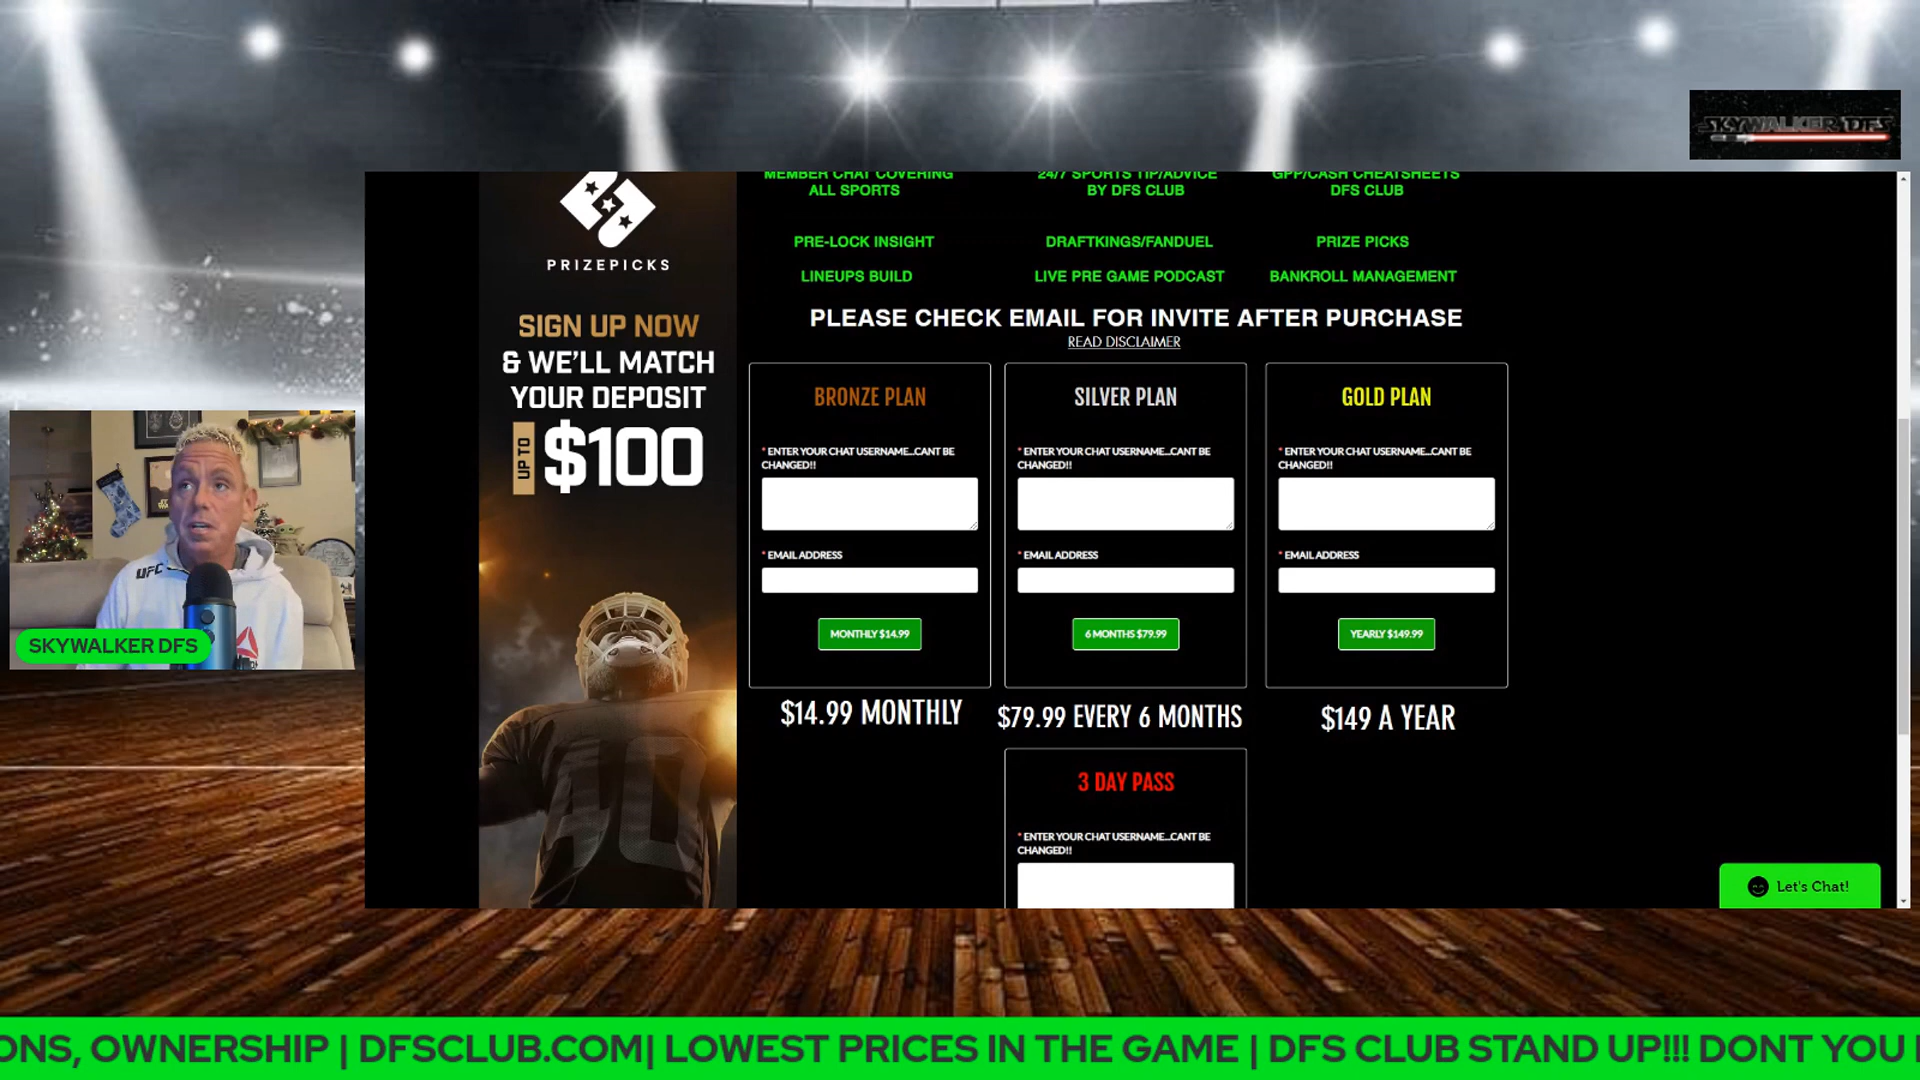 SKYWALKER DFS
MEMBER CHAT COVERING
ALL SPORTS
24/7 SPORTS TIP/ADVICE
BY DFS CLUB
GPP/CASH CHEATSHEETS
DFS CLUB
PRE-LOCK INSIGHT
DRAFTKINGS/FANDUEL
PRIZE PICKS
LINEUPS BUILD
LIVE PRE GAME PODCAST
BANKROLL MANAGEMENT
PLEASE CHECK EMAIL FOR INVITE AFTER PURCHASE
READ DISCLAIMER
PRIZEPICKS
SIGN UP NOW
& WE'LL MATCH
YOUR DEPOSIT
UP TO $100
BRONZE PLAN
* ENTER YOUR CHAT USERNAME...CANT BE
CHANGED!!
* EMAIL ADDRESS
MONTHLY $14.99
$14.99 MONTHLY
SILVER PLAN
* ENTER YOUR CHAT USERNAME...CANT BE
CHANGED!!
* EMAIL ADDRESS
6 MONTHS $79.99
$79.99 EVERY 6 MONTHS
GOLD PLAN
* ENTER YOUR CHAT USERNAME...CANT BE
CHANGED!!
* EMAIL ADDRESS
YEARLY $149.99
$149 A YEAR
3 DAY PASS
* ENTER YOUR CHAT USERNAME...CANT BE
CHANGED!!
UFC
SKYWALKER DFS
Let's Chat!
ONS, OWNERSHIP | DFSCLUB.COM| LOWEST PRICES IN THE GAME | DFS CLUB STAND UP!!! DONT YOU